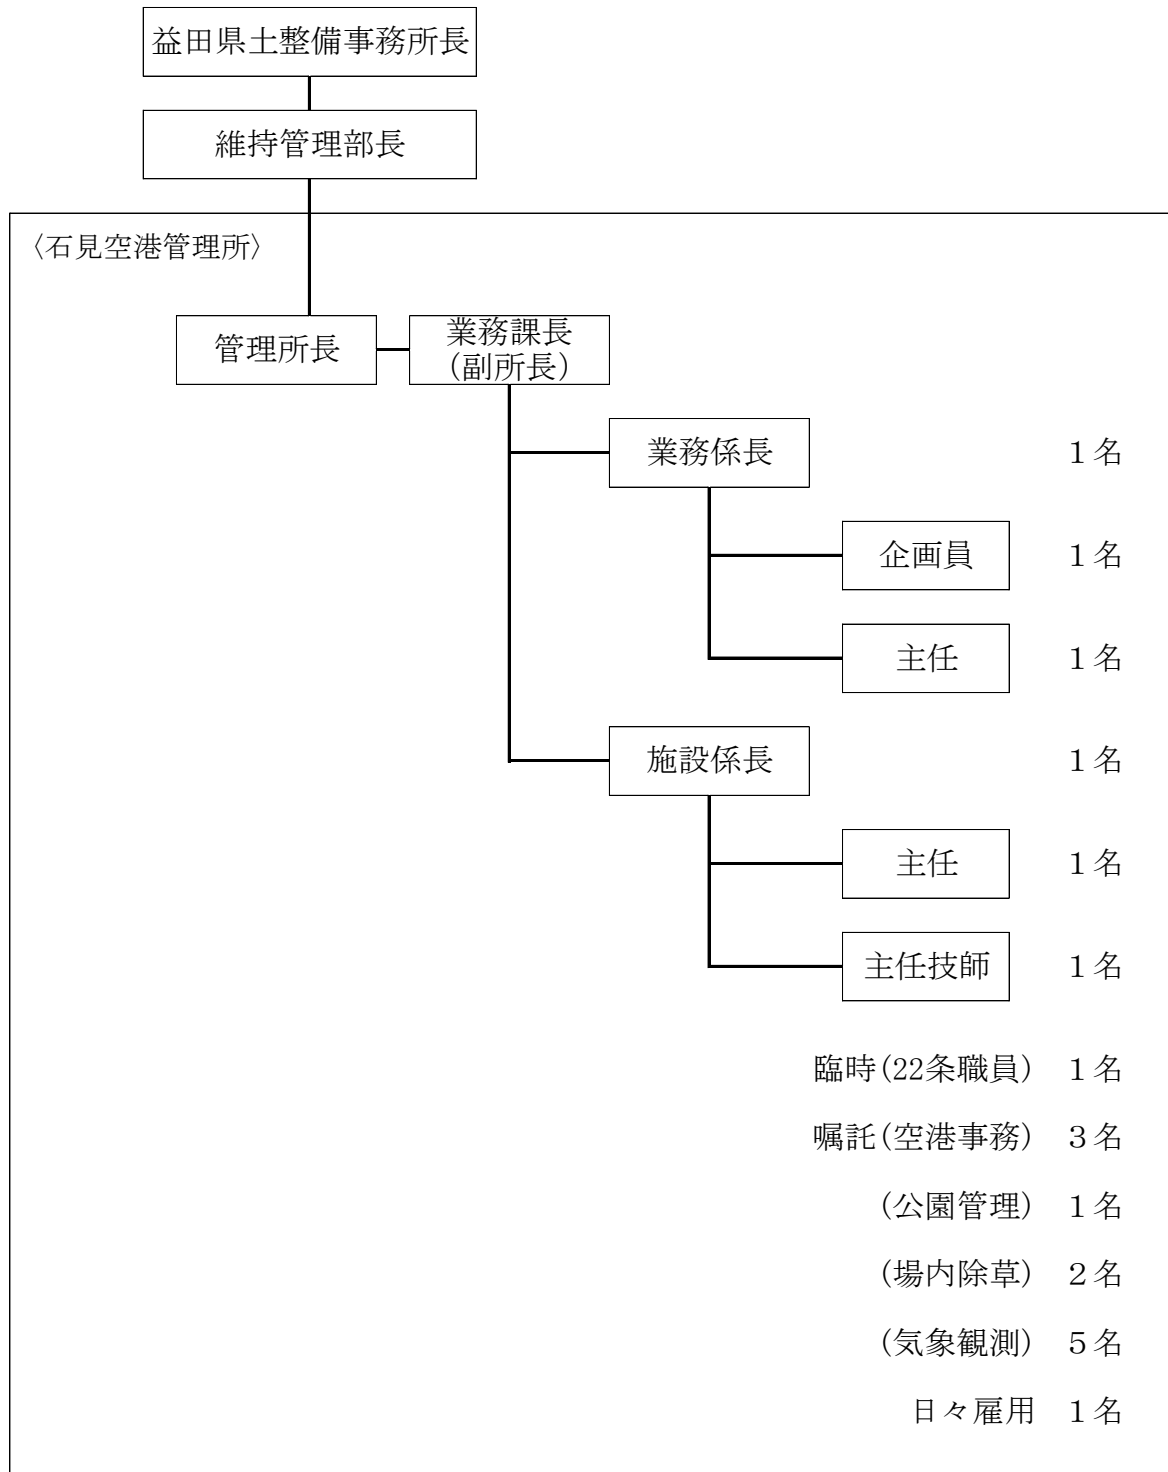 益田県土整備事務所長
維持管理部長
〈石見空港管理所〉
管理所長
業務課長
(副所長)
業務係長 1名
企画員 1名
主任 1名
施設係長 1名
主任 1名
主任技師 1名
臨時(22条職員) 1名
嘱託(空港事務) 3名
(公園管理) 1名
(場内除草) 2名
(気象観測) 5名
日々雇用 1名